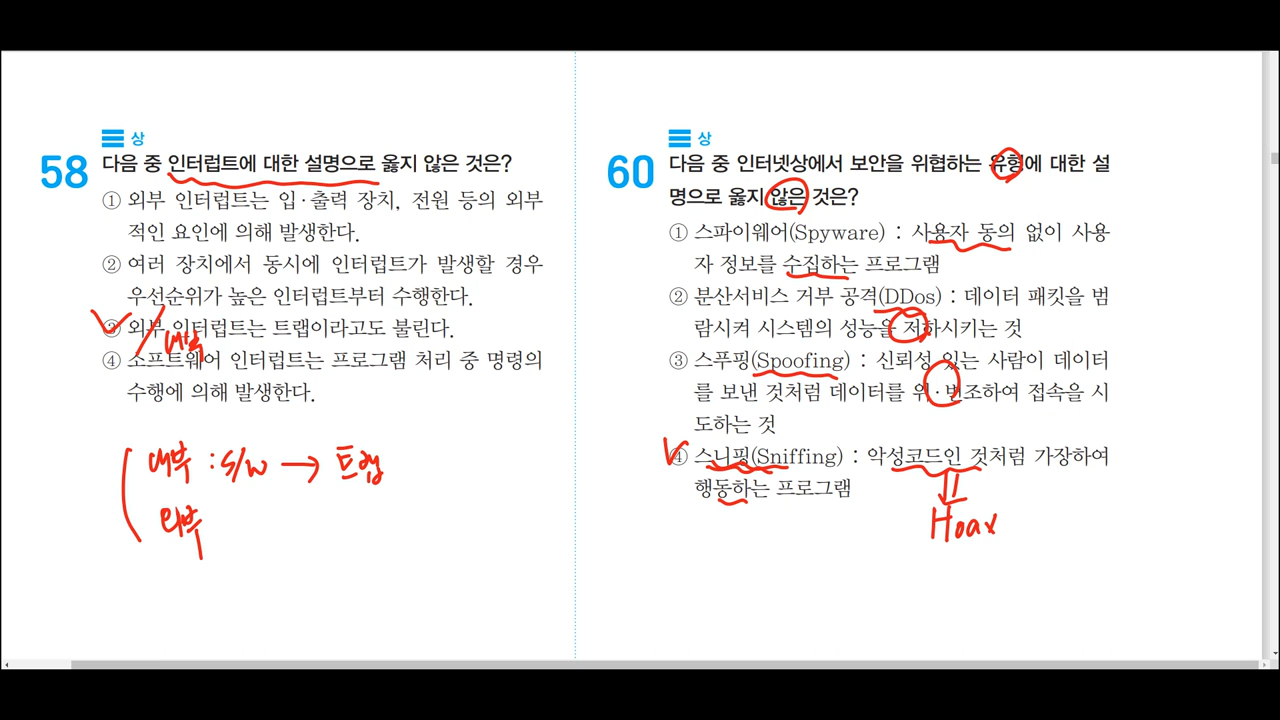 상
58 다음 중 인터럽트에 대한 설명으로 옳지 않은 것은?
① 외부 인터럽트는 입·출력 장치, 전원 등의 외부
적인 요인에 의해 발생한다.
② 여러 장치에서 동시에 인터럽트가 발생할 경우
우선순위가 높은 인터럽트부터 수행한다.
③ 외부 인터럽트는 트랩이라고도 불린다.
내부
④ 소프트웨어 인터럽트는 프로그램 처리 중 명령의
수행에 의해 발생한다.
내부 : S/W → 트랩
외부
상
60 다음 중 인터넷상에서 보안을 위협하는 유형에 대한 설
명으로 옳지 않은 것은?
① 스파이웨어(Spyware) : 사용자 동의 없이 사용
자 정보를 수집하는 프로그램
② 분산서비스 거부 공격(DDos) : 데이터 패킷을 범
람시켜 시스템의 성능을 저하시키는 것
③ 스푸핑(Spoofing) : 신뢰성 있는 사람이 데이터
를 보낸 것처럼 데이터를 위·변조하여 접속을 시
도하는 것
④ 스니핑(Sniffing) : 악성코드인 것처럼 가장하여
행동하는 프로그램
Hoax